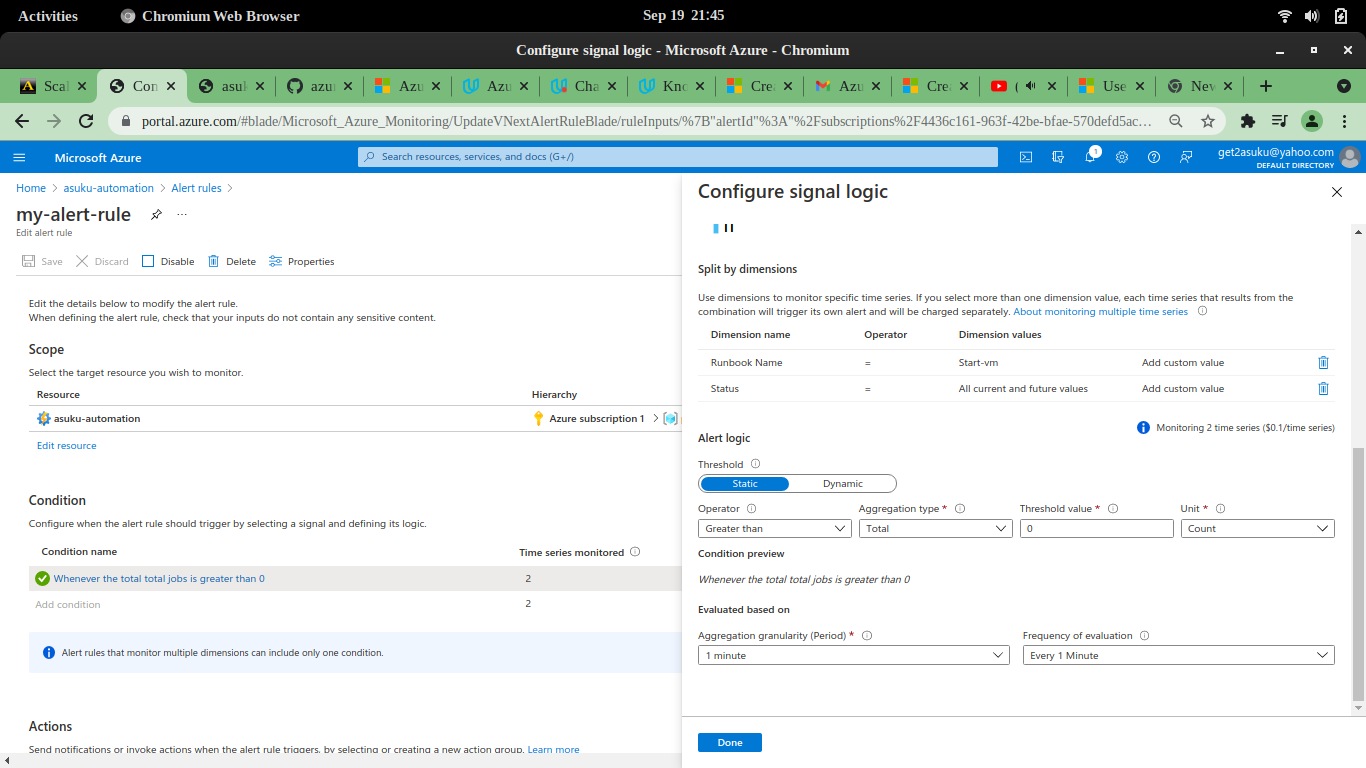 Activities
Chromium Web Browser
Sep 19 21:45
Configure signal logic - Microsoft Azure - Chromium
Scal
Con
asuk
azur
Azu
Azu
Cha
Kno
Crea
Azu
Crea
(
Use
New
portal.azure.com/#blade/Microsoft_Azure_Monitoring/UpdateVNextAlertRuleBlade/ruleInputs/%7B"alertId"%3A"%2Fsubscriptions%2F4436c161-963f-42be-bfae-570defd5ac...
Microsoft Azure
Search resources, services, and docs (G+/)
1
get2asuku@yahoo.com
DEFAULT DIRECTORY
Home > asuku-automation > Alert rules >
my-alert-rule
...
Edit alert rule
Save
Discard
Disable
Delete
Properties
Edit the details below to modify the alert rule.
When defining the alert rule, check that your inputs do not contain any sensitive content.
Scope
Select the target resource you wish to monitor.
Resource
Hierarchy
asuku-automation
Azure subscription 1 >
Edit resource
Condition
Configure when the alert rule should trigger by selecting a signal and defining its logic.
Condition name
Time series monitored
Whenever the total total jobs is greater than 0
2
Add condition
2
Alert rules that monitor multiple dimensions can include only one condition.
Actions
Send notifications or invoke actions when the alert rule triggers, by selecting or creating a new action group. Learn more
Configure signal logic
Split by dimensions
Use dimensions to monitor specific time series. If you select more than one dimension value, each time series that results from the
combination will trigger its own alert and will be charged separately. About monitoring multiple time series
Dimension name
Operator
Dimension values
Runbook Name
=
Start-vm
Add custom value
Status
=
All current and future values
Add custom value
Monitoring 2 time series ($0.1/time series)
Alert logic
Threshold
Static
Dynamic
Operator
Aggregation type *
Threshold value *
Unit *
Greater than
Total
0
Count
Condition preview
Whenever the total total jobs is greater than 0
Evaluated based on
Aggregation granularity (Period) *
Frequency of evaluation
1 minute
Every 1 Minute
Done